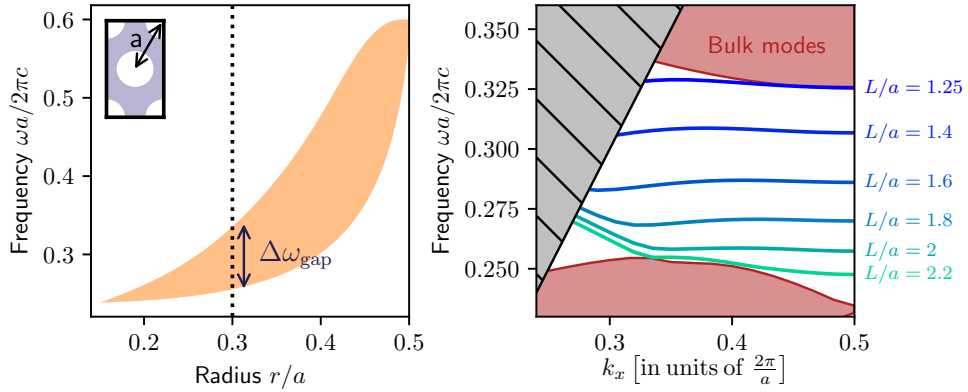 Frequency ωa/2πc
0.6
0.5
0.4
0.3
a
Δω_gap
0.2
0.3
0.4
0.5
Radius r/a
Frequency ωa/2πc
0.350
0.325
0.300
0.275
0.250
Bulk modes
L/a = 1.25
L/a = 1.4
L/a = 1.6
L/a = 1.8
L/a = 2
L/a = 2.2
0.3
0.4
0.5
k_x [in units of 2π/a]